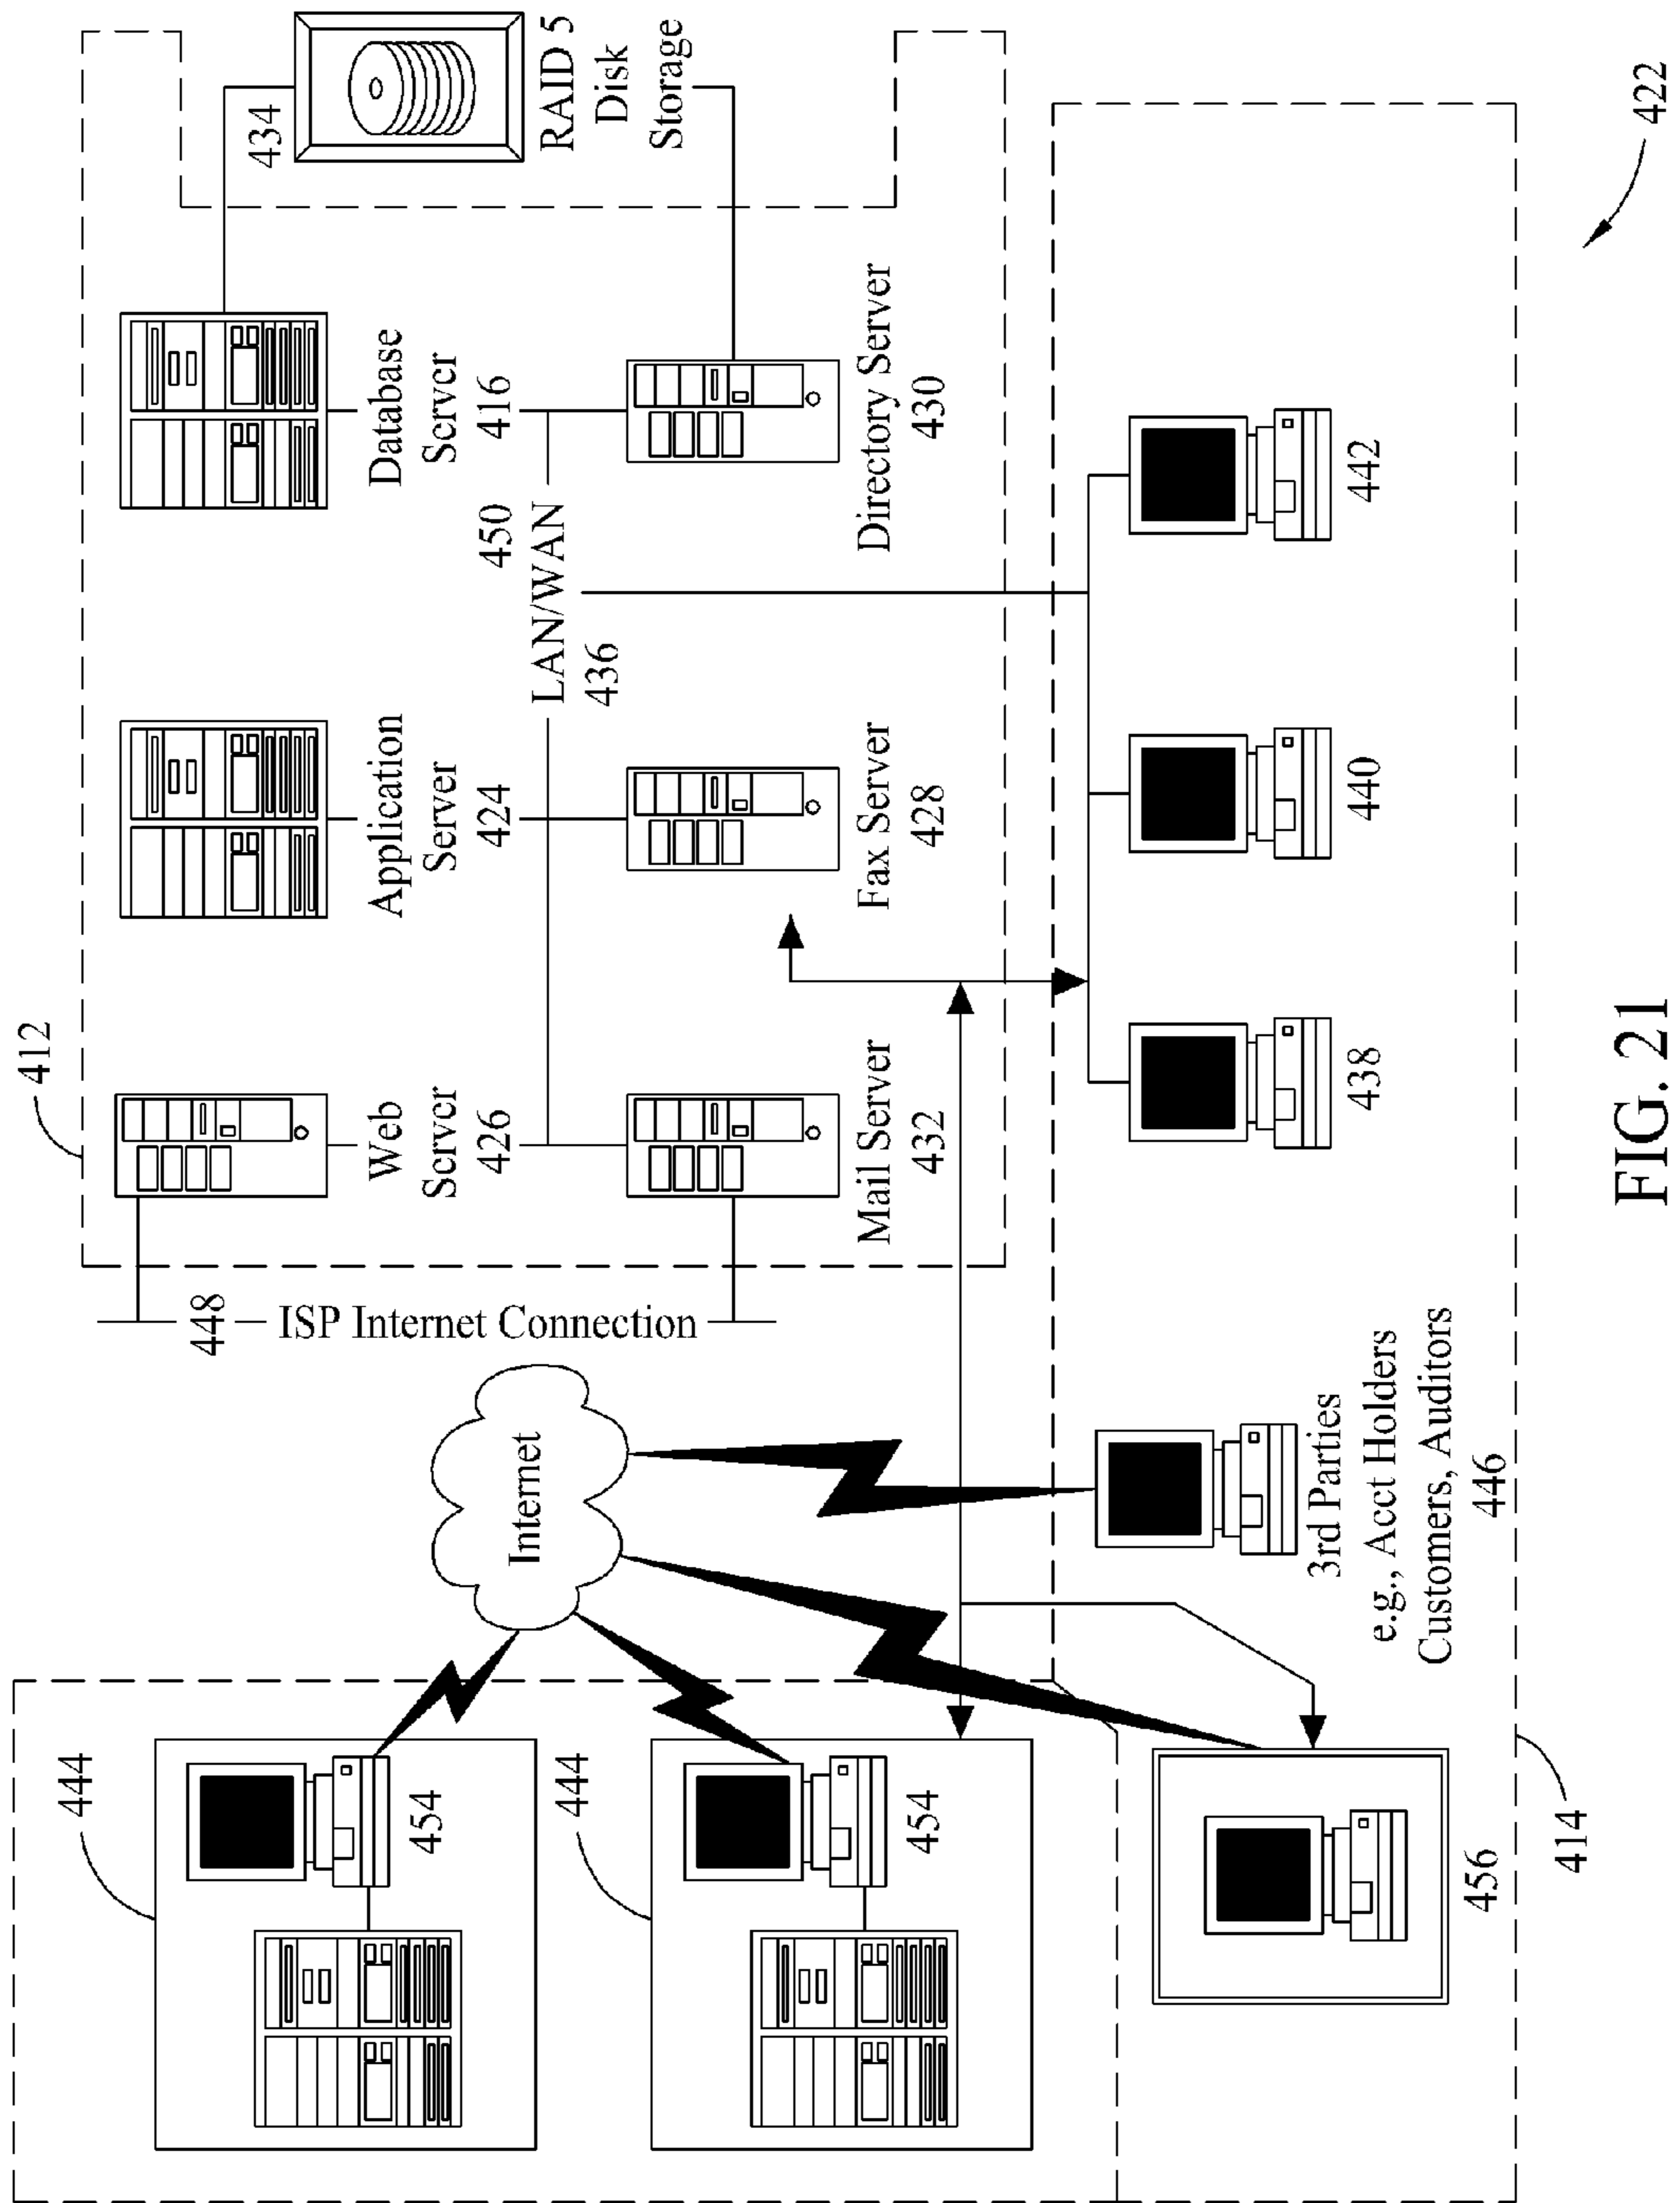 412
434
RAID 5
Disk
Storage
Web
Server
426
Application
Server
424
Database
Server
416
448
ISP Internet Connection
450
LAN/WAN
436
Mail Server
432
Fax Server
428
Directory Server
430
Internet
444
454
444
454
456
414
3rd Parties
e.g., Acct Holders
Customers, Auditors
446
438
440
442
422
FIG. 21